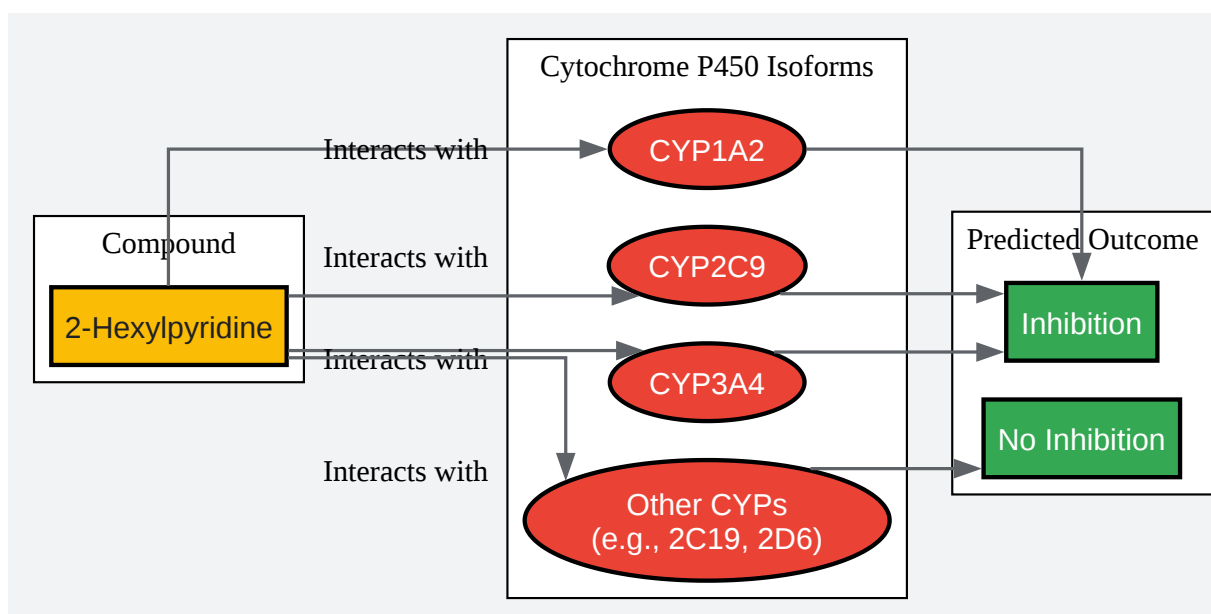 Cytochrome P450 Isoforms
Interacts with
CYP1A2
Compound
Interacts with
CYP2C9
Predicted Outcome
2-Hexylpyridine
Inhibition
Interacts with
CYP3A4
No Inhibition
Interacts with
Other CYPs
(e.g., 2C19, 2D6)